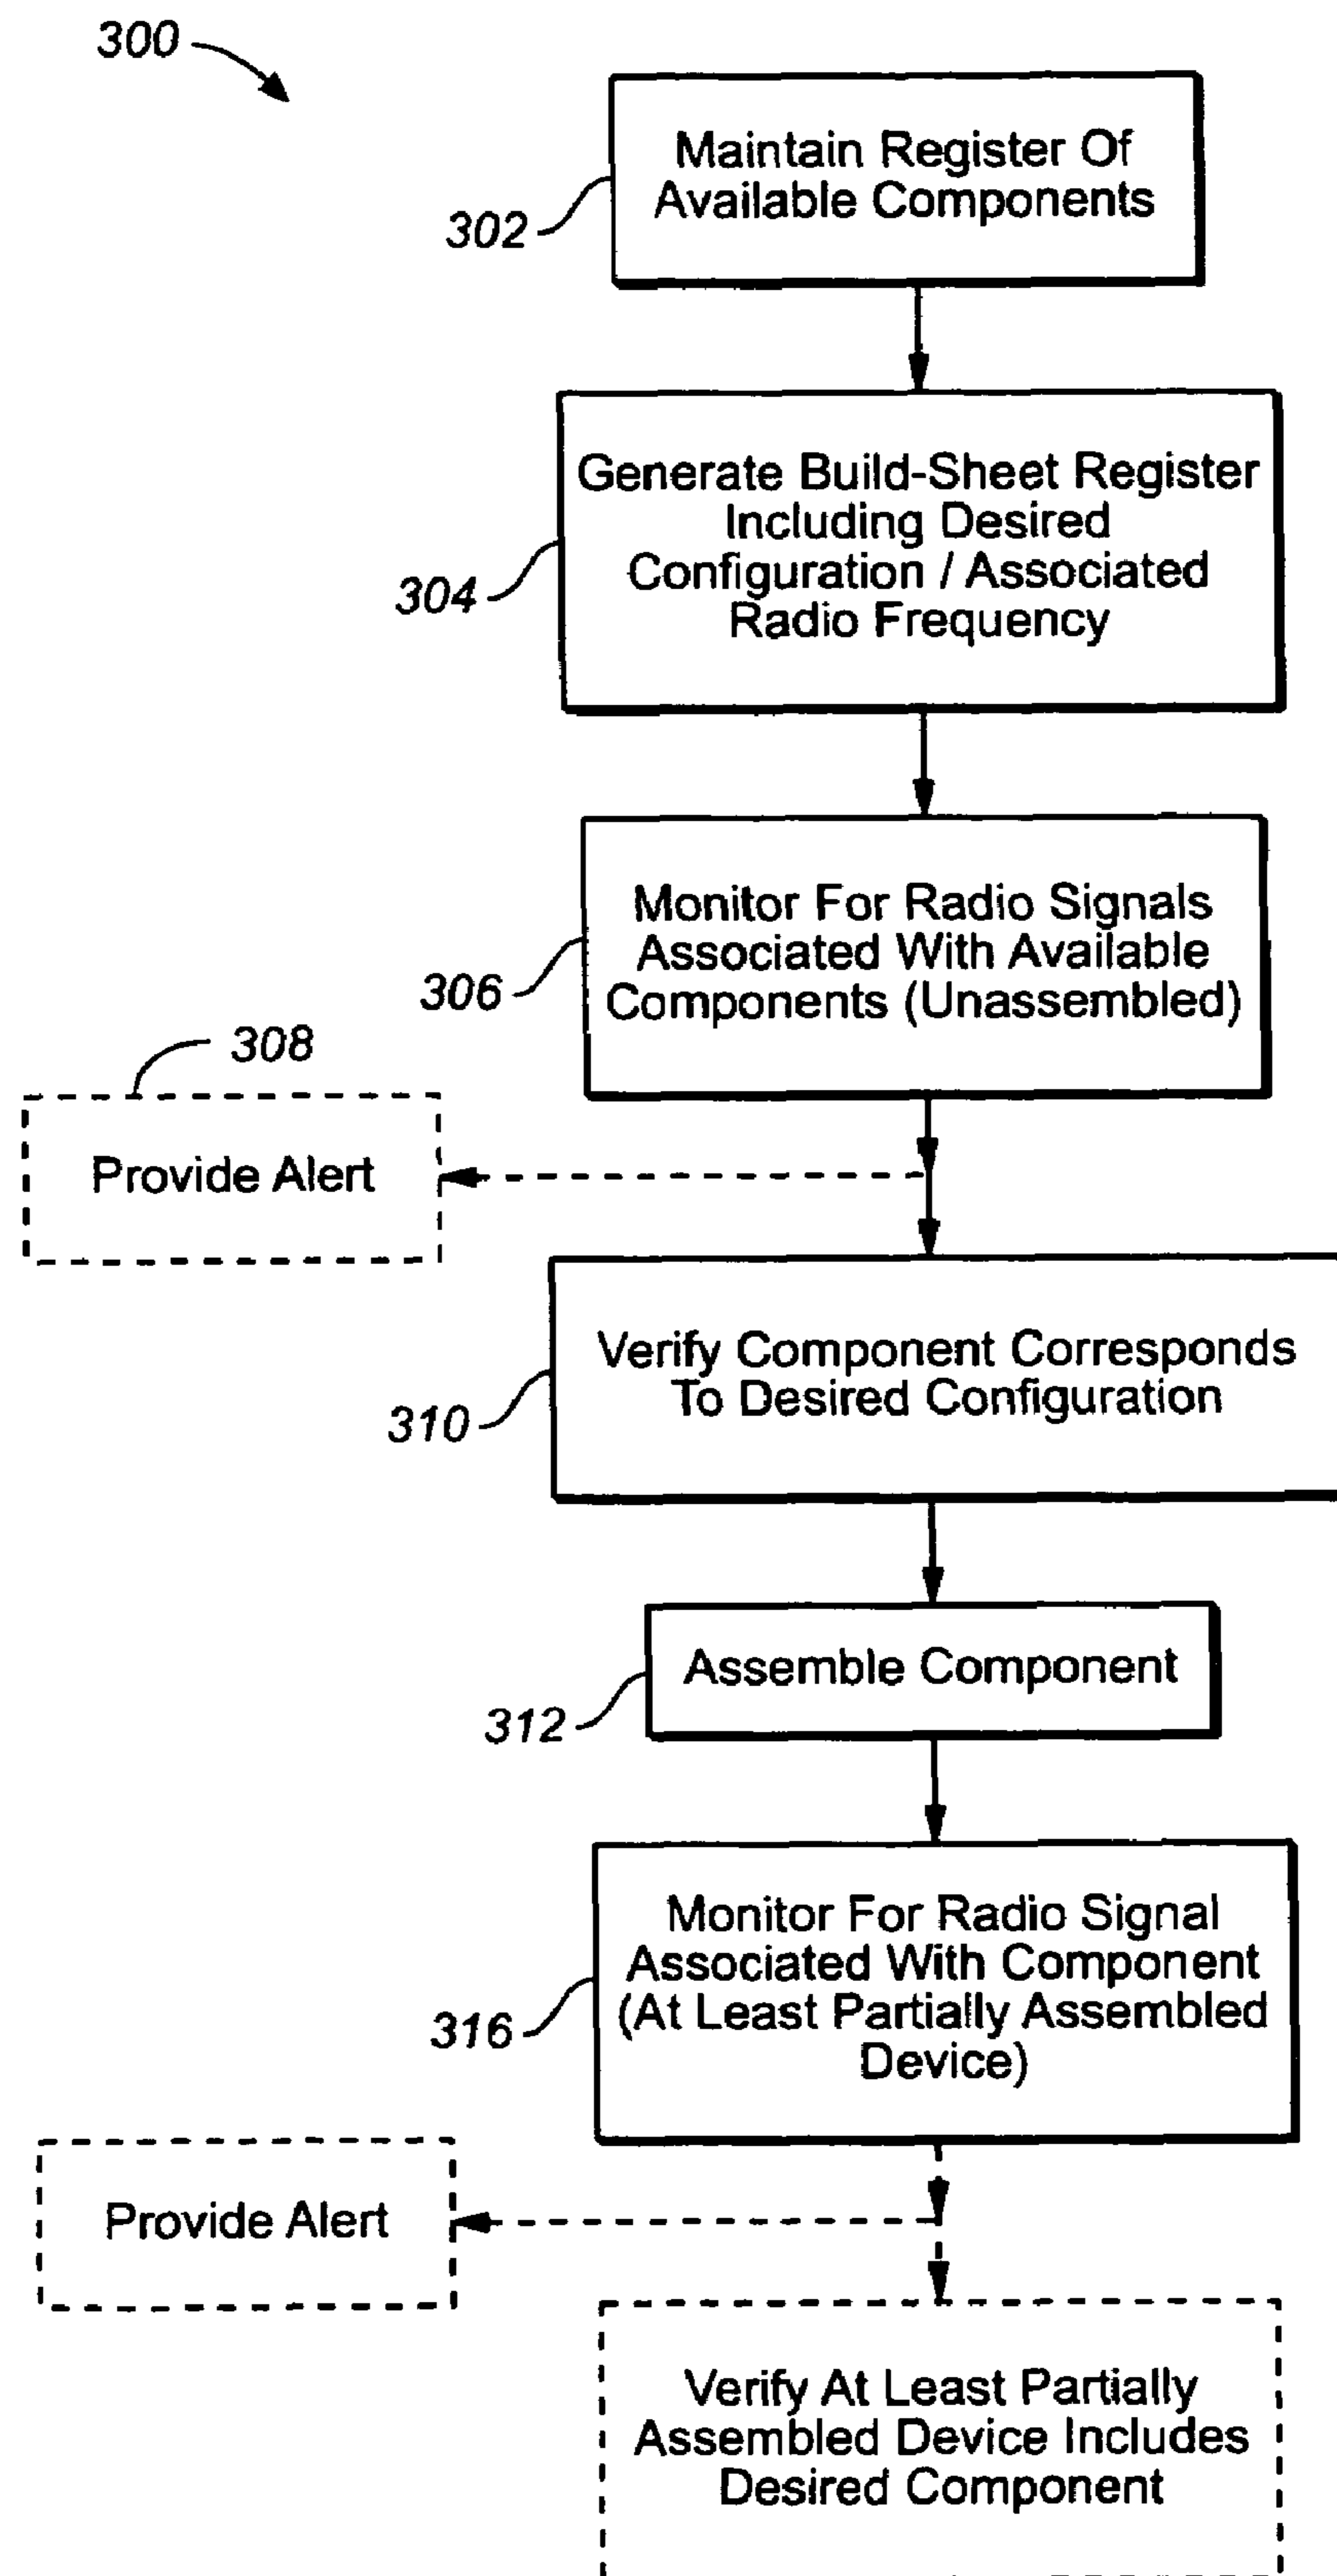 300
Maintain Register Of
Available Components
302
Generate Build-Sheet Register
Including Desired
Configuration / Associated
Radio Frequency
304
Monitor For Radio Signals
Associated With Available
Components (Unassembled)
306
308
Provide Alert
Verify Component Corresponds
To Desired Configuration
310
Assemble Component
312
Monitor For Radio Signal
Associated With Component
(At Least Partially Assembled
Device)
316
Provide Alert
Verify At Least Partially
Assembled Device Includes
Desired Component